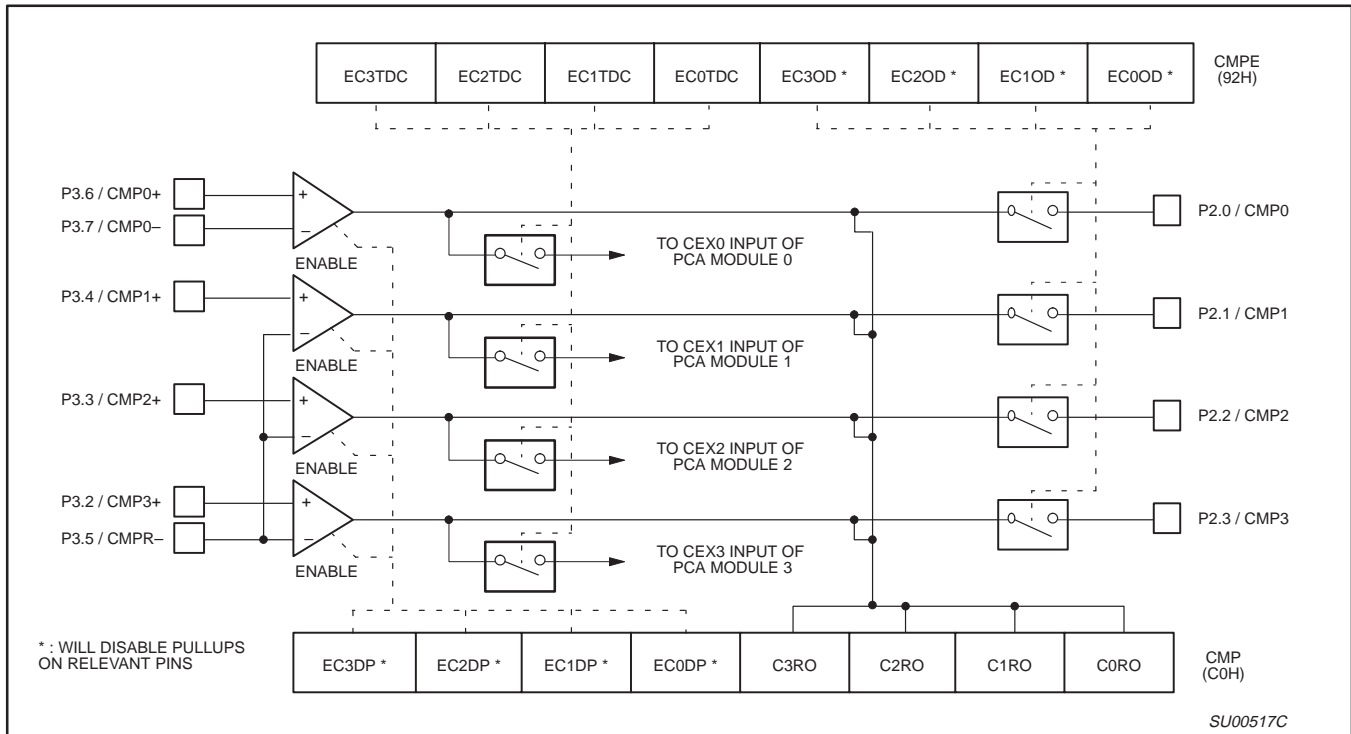 EC3TDC EC2TDC EC1TDC EC0TDC EC3OD * EC2OD * EC1OD * EC0OD *
CMPE
(92H)
P3.6 / CMP0+
P3.7 / CMP0–
+
–
ENABLE
TO CEX0 INPUT OF
PCA MODULE 0
P2.0 / CMP0
P3.4 / CMP1+
+
–
ENABLE
TO CEX1 INPUT OF
PCA MODULE 1
P2.1 / CMP1
P3.3 / CMP2+
+
–
ENABLE
TO CEX2 INPUT OF
PCA MODULE 2
P2.2 / CMP2
P3.2 / CMP3+
P3.5 / CMPR–
+
–
ENABLE
TO CEX3 INPUT OF
PCA MODULE 3
P2.3 / CMP3
* : WILL DISABLE PULLUPS
ON RELEVANT PINS
EC3DP * EC2DP * EC1DP * EC0DP * C3RO C2RO C1RO C0RO
CMP
(C0H)
SU00517C